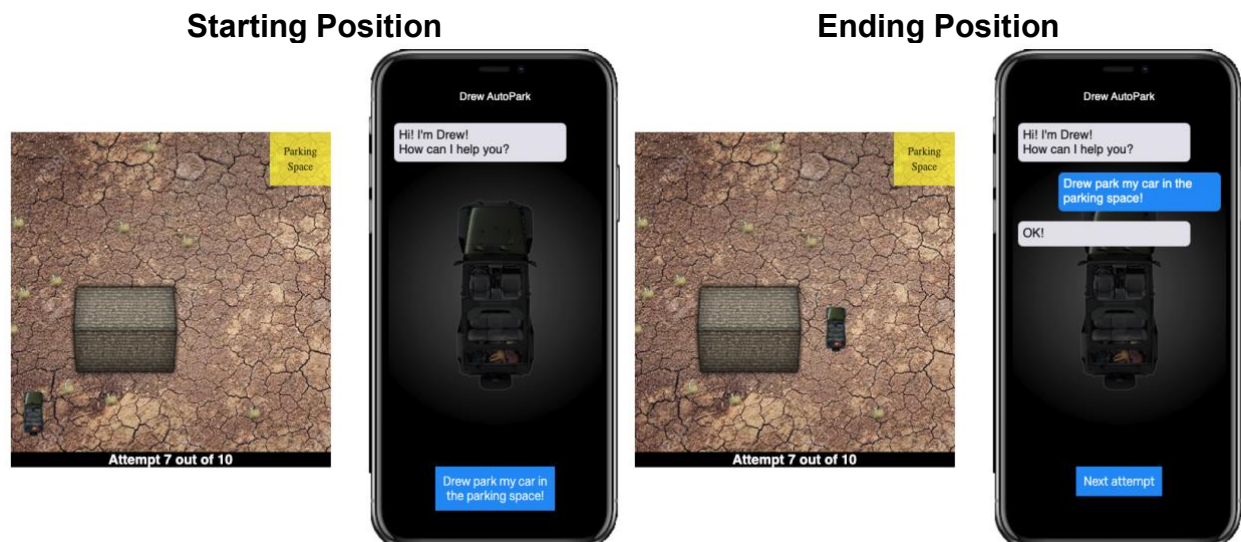 Starting Position
Ending Position
Parking
Space
Attempt 7 out of 10
Drew AutoPark
Hi! I'm Drew!
How can I help you?
Drew park my car in
the parking space!
Parking
Space
Attempt 7 out of 10
Drew AutoPark
Hi! I'm Drew!
How can I help you?
Drew park my car in the
parking space!
OK!
Next attempt